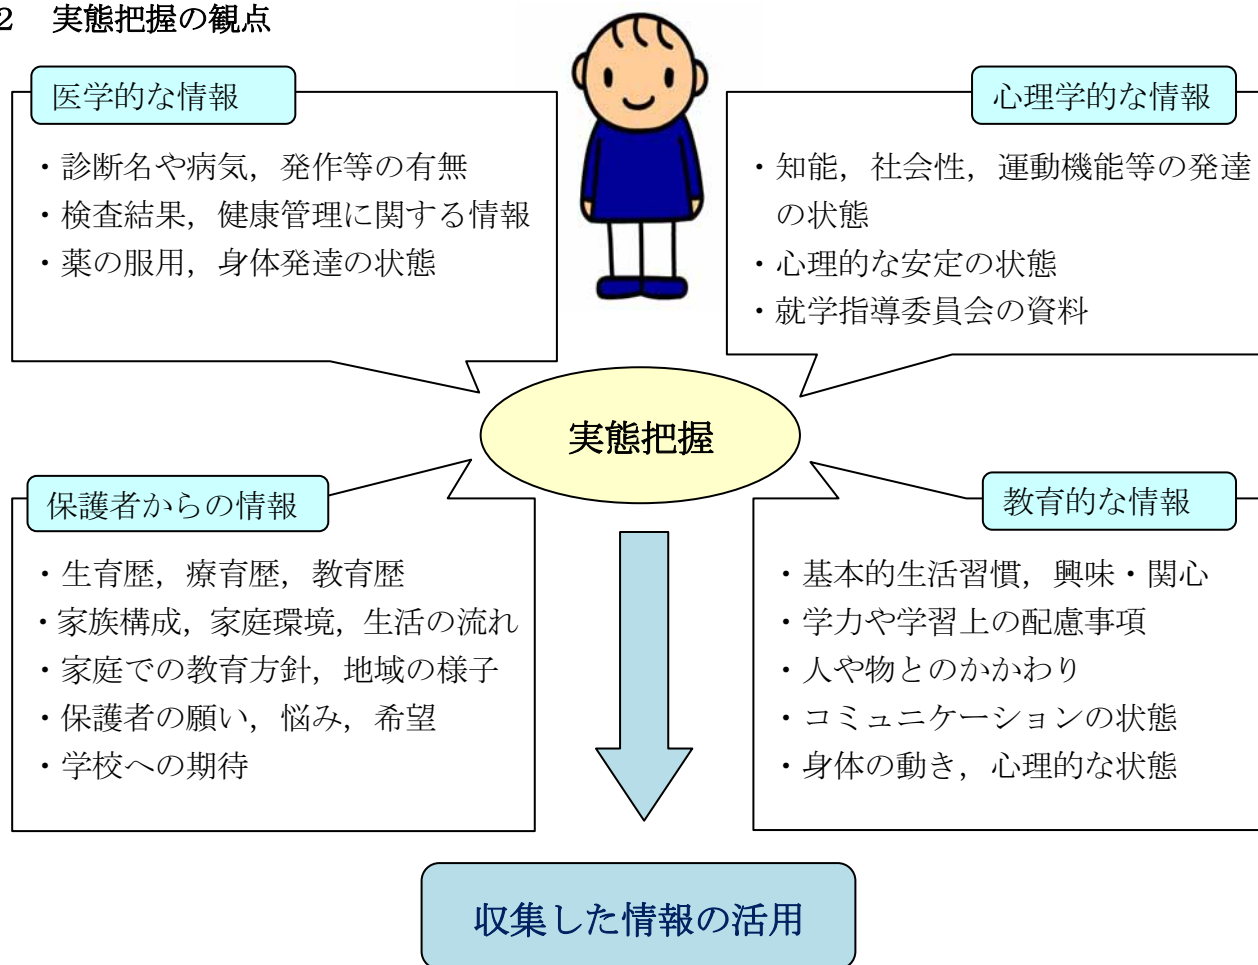 2 実態把握の観点
医学的な情報
・診断名や病気，発作等の有無
・検査結果，健康管理に関する情報
・薬の服用，身体発達の状態
心理学的な情報
・知能，社会性，運動機能等の発達
の状態
・心理的な安定の状態
・就学指導委員会の資料
実態把握
保護者からの情報
・生育歴，療育歴，教育歴
・家族構成，家庭環境，生活の流れ
・家庭での教育方針，地域の様子
・保護者の願い，悩み，希望
・学校への期待
教育的な情報
・基本的生活習慣，興味・関心
・学力や学習上の配慮事項
・人や物とのかかわり
・コミュニケーションの状態
・身体の動き，心理的な状態
収集した情報の活用